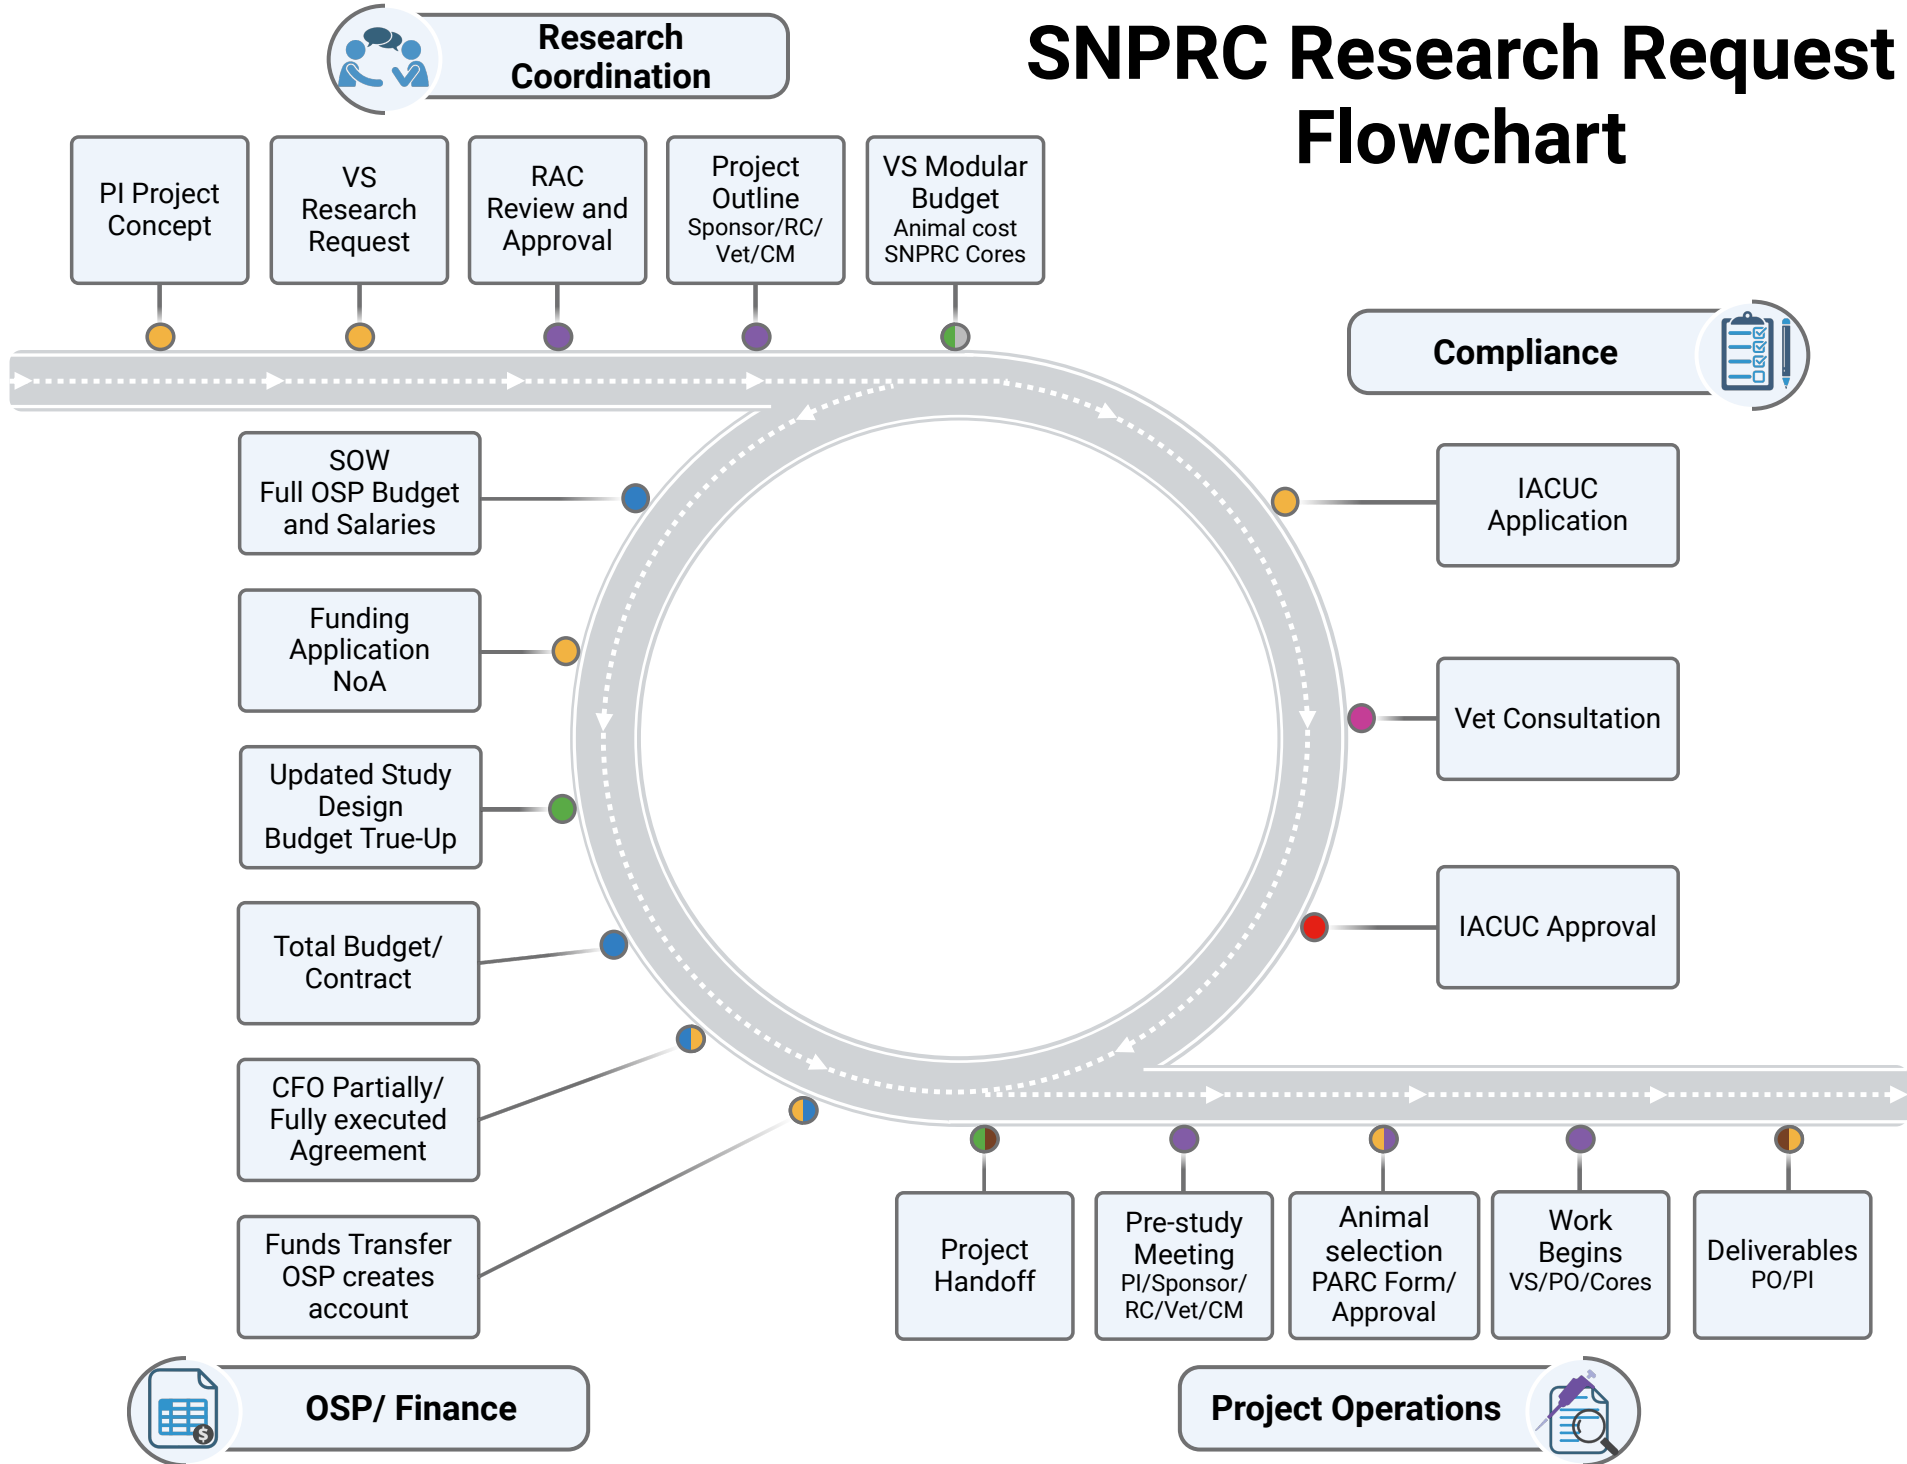 SNPRC Research Request
Flowchart
Research
Coordination
PI Project
Concept
VS
Research
Request
RAC
Review and
Approval
Project
Outline
Sponsor/RC/
Vet/CM
VS Modular
Budget
Animal cost
SNPRC Cores
Compliance
IACUC
Application
Vet Consultation
IACUC Approval
SOW
Full OSP Budget
and Salaries
Funding
Application
NoA
Updated Study
Design
Budget True-Up
Total Budget/
Contract
CFO Partially/
Fully executed
Agreement
Funds Transfer
OSP creates
account
OSP/ Finance
$
Project
Handoff
Pre-study
Meeting
PI/Sponsor/
RC/Vet/CM
Animal
selection
PARC Form/
Approval
Work
Begins
VS/PO/Cores
Deliverables
PO/PI
Project Operations